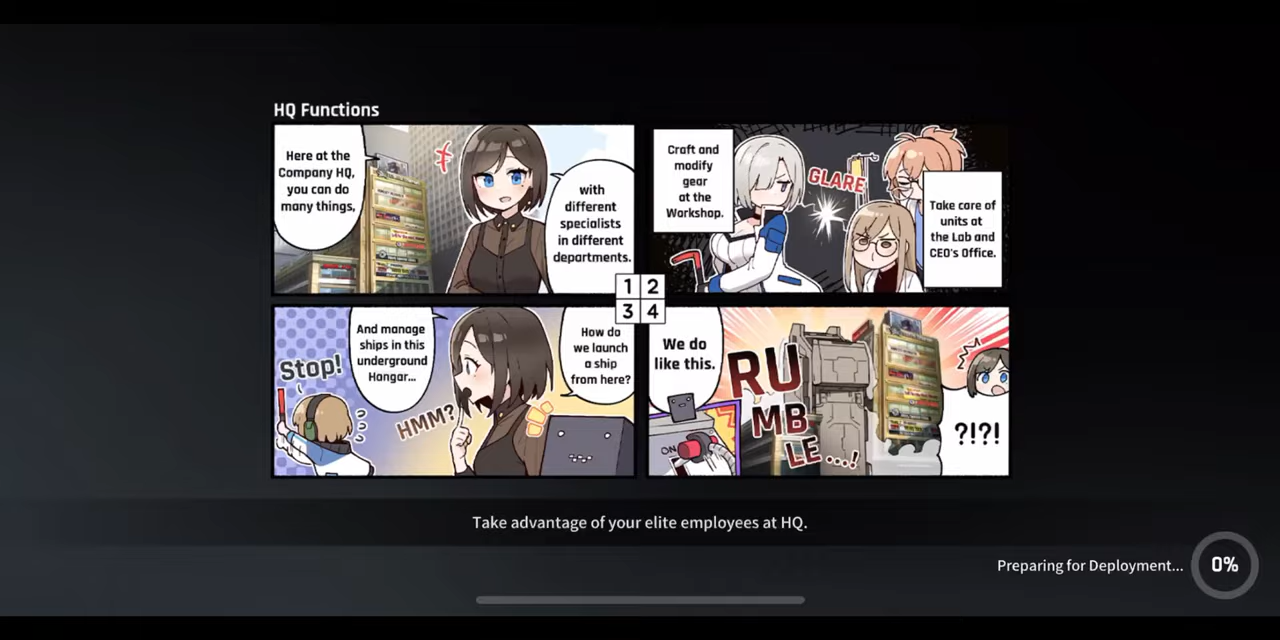 HQ Functions
Here at the
Company HQ,
you can do
many things,
with
different
specialists
in different
departments.
Craft and
modify
gear
at the
Workshop.
GLARE
Take care of
units at
the Lab and
CEO's Office.
1 2
3 4
Stop!
And manage
ships in this
underground
Hangar...
HMM?
How do
we launch
a ship
from here?
We do
like this.
ON
RU
MB
LE...!
?!?!
Take advantage of your elite employees at HQ.
Preparing for Deployment...
0%